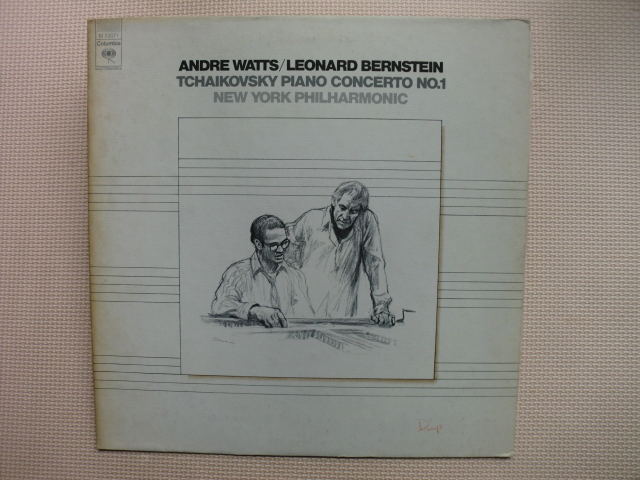 Columbia
ANDRE WATTS/LEONARD BERNSTEIN
TCHAIKOVSKY PIANO CONCERTO NO.1
NEW YORK PHILHARMONIC